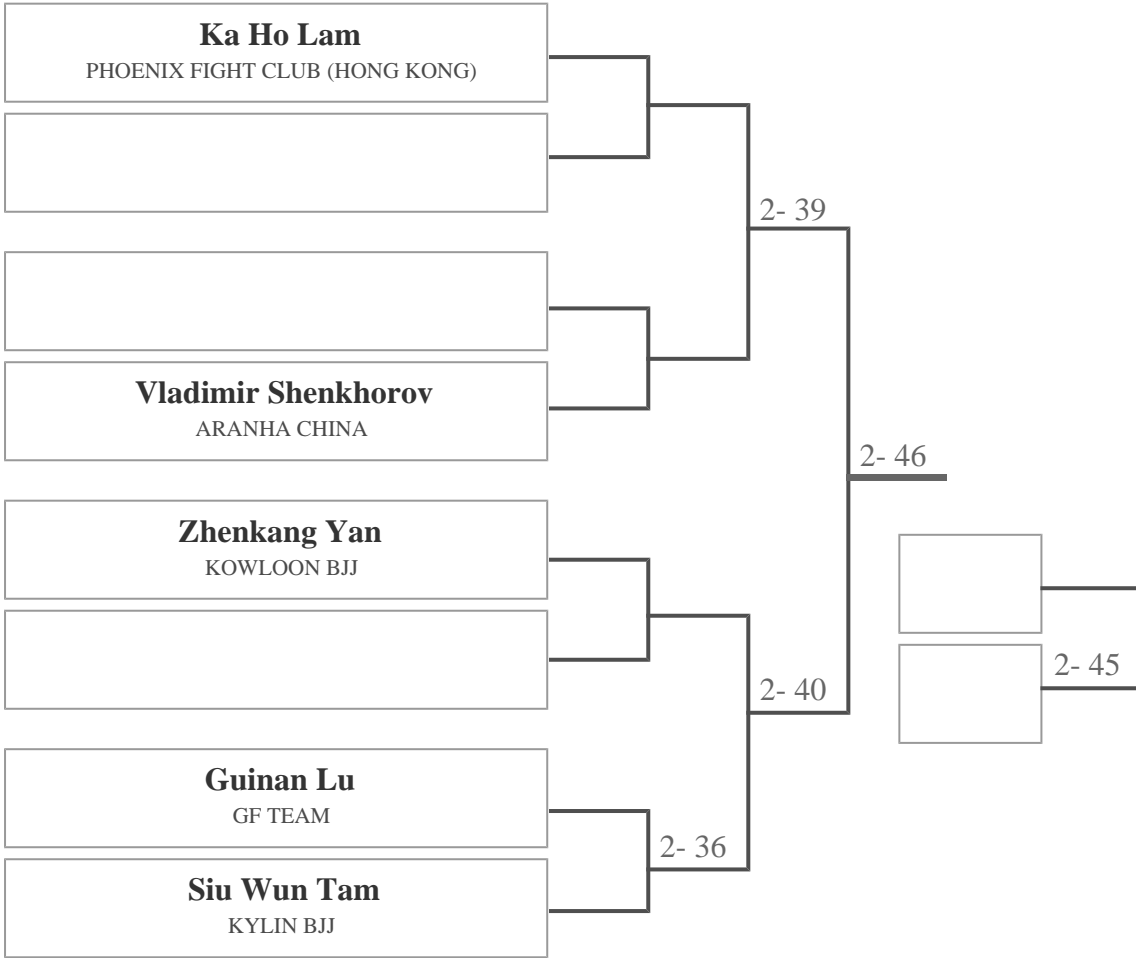 Ka Ho Lam
PHOENIX FIGHT CLUB (HONG KONG)
2- 39
Vladimir Shenkhorov
ARANHA CHINA
2- 46
Zhenkang Yan
KOWLOON BJJ
2- 45
2- 40
Guinan Lu
GF TEAM
2- 36
Siu Wun Tam
KYLIN BJJ